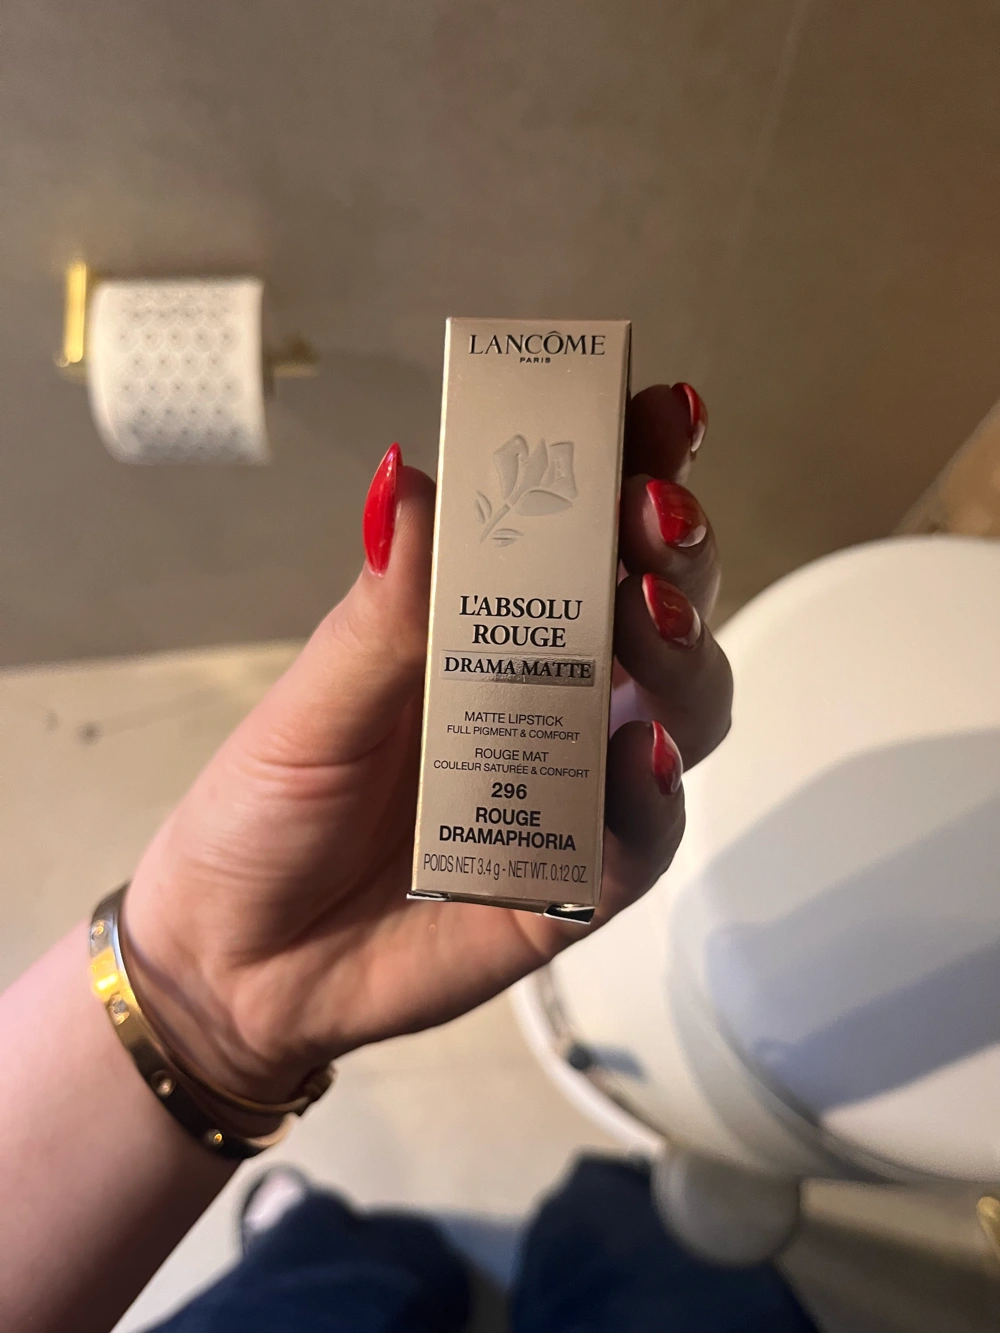 LANCÔME
PARIS
L'ABSOLU
ROUGE
DRAMA MATTE
MATTE LIPSTICK
FULL PIGMENT & COMFORT
ROUGE MAT
COULEUR SATURÉE & CONFORT
296
ROUGE
DRAMAPHORIA
POIDS NET 3.4 g - NET WT. 0.12 OZ.